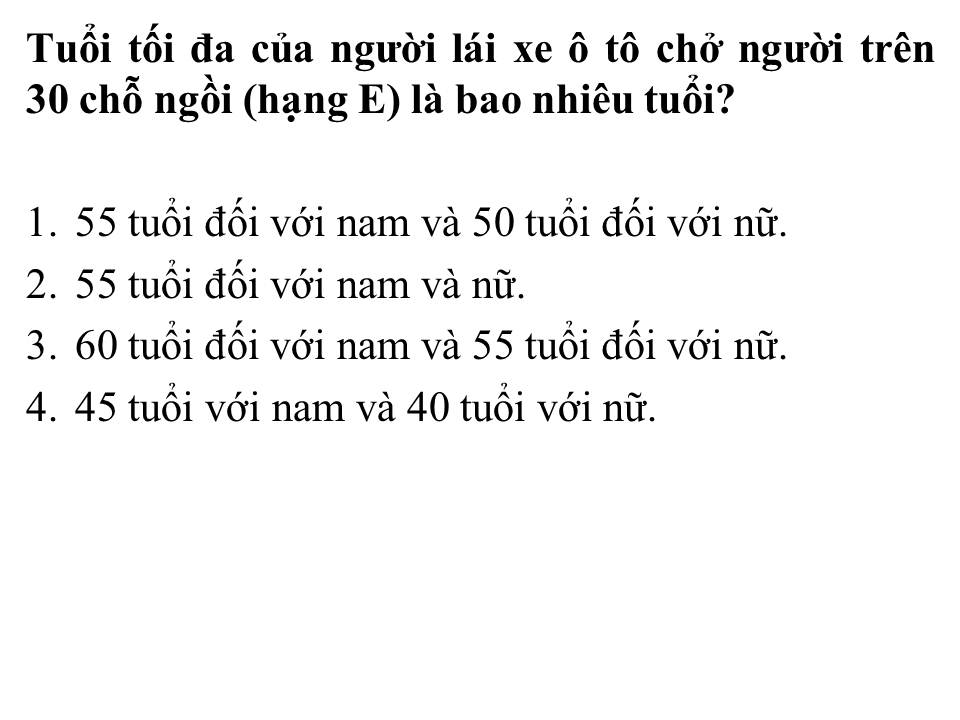 Tuổi tối đa của người lái xe ô tô chở người trên
30 chỗ ngồi (hạng E) là bao nhiêu tuổi?
1. 55 tuổi đối với nam và 50 tuổi đối với nữ.
2. 55 tuổi đối với nam và nữ.
3. 60 tuổi đối với nam và 55 tuổi đối với nữ.
4. 45 tuổi với nam và 40 tuổi với nữ.